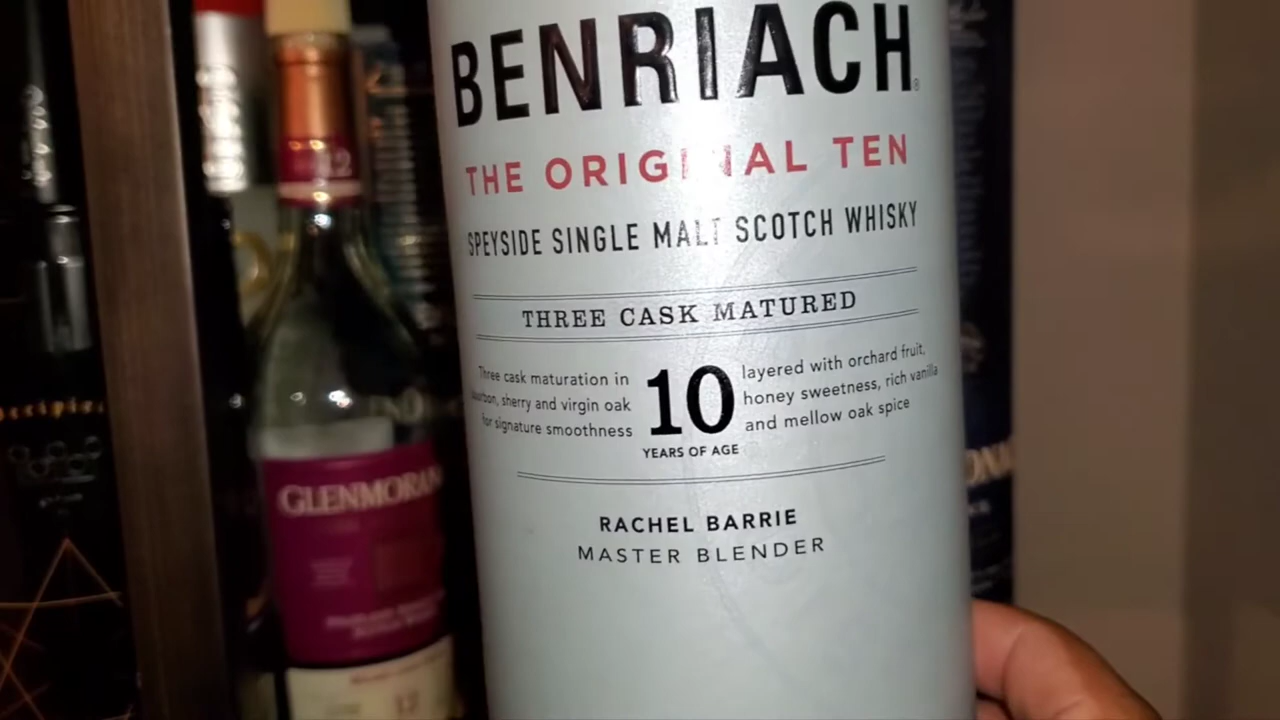 BENRIACH
THE ORIGINAL TEN
SPEYSIDE SINGLE MALT SCOTCH WHISKY
THREE CASK MATURED
Three cask maturation in
bourbon, sherry and virgin oak
for signature smoothness
10
YEARS OF AGE
layered with orchard fruit,
honey sweetness, rich vanilla
and mellow oak spice
RACHEL BARRIE
MASTER BLENDER
12
GLENMORAN
12